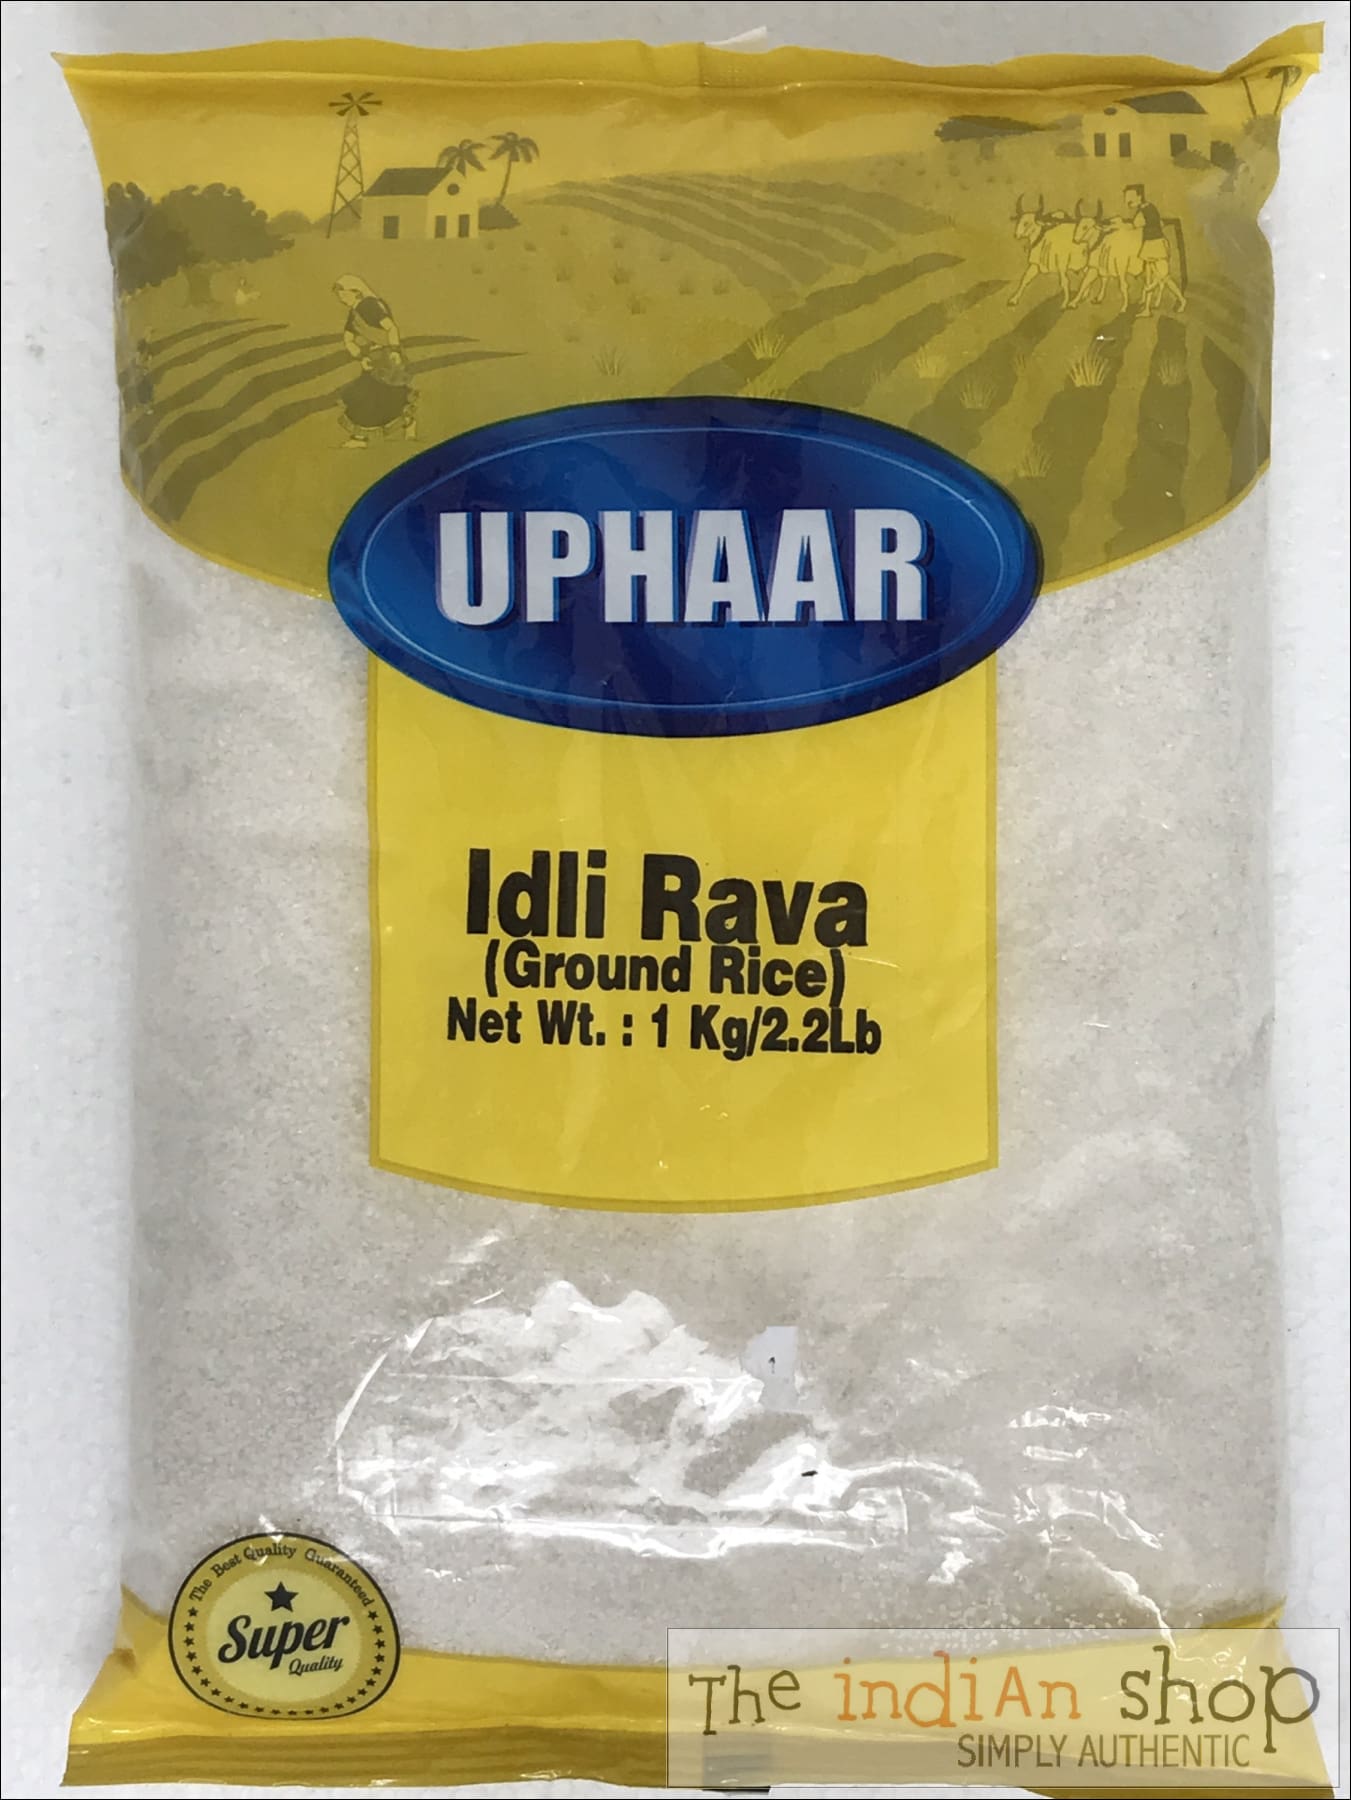 UPHAAR
Idli Rava
(Ground Rice)
Net Wt. : 1 Kg/2.2Lb
1
The Best Quality Guaranteed
Super
Quality
The indiAn shop
SIMPLY AUTHENTIC